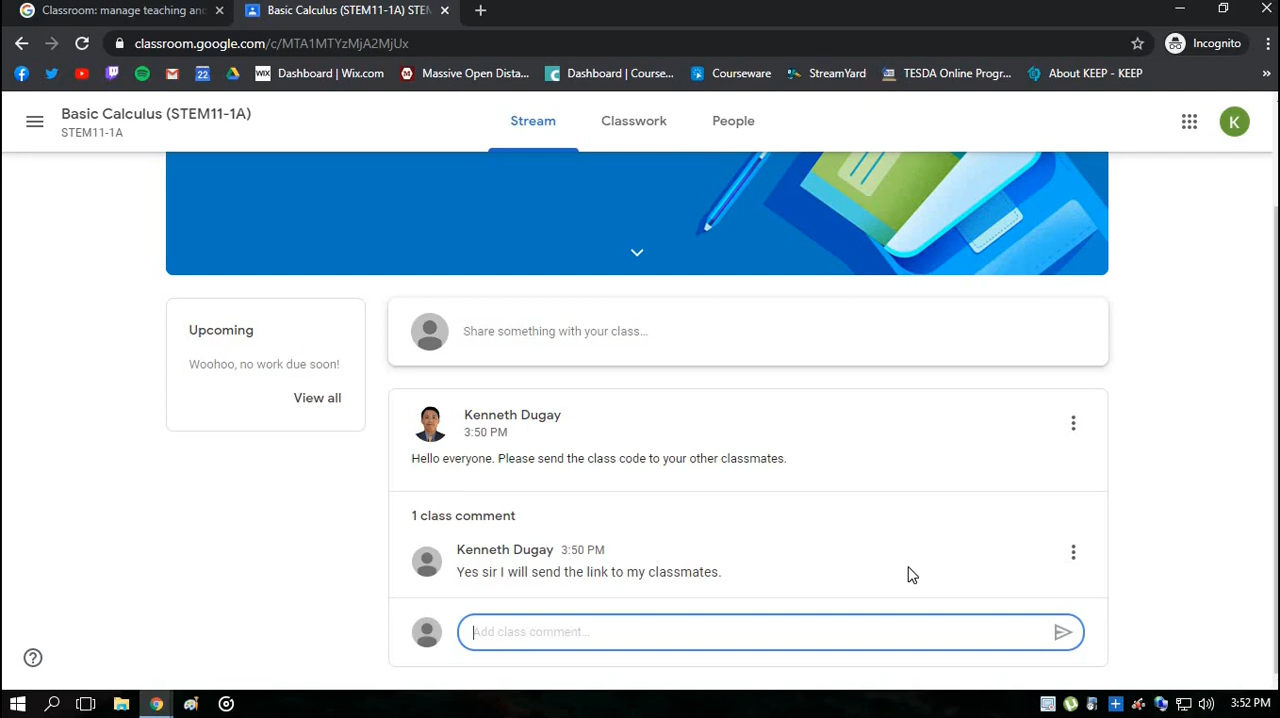 Classroom: manage teaching and
Basic Calculus (STEM11-1A) STEM
classroom.google.com/c/MTA1MTYzMjA2MjUx
Incognito
22
WIX
Dashboard | Wix.com
Massive Open Dista...
Dashboard | Course...
Courseware
StreamYard
TESDA Online Progr...
About KEEP - KEEP
»
Basic Calculus (STEM11-1A)
STEM11-1A
Stream
Classwork
People
K
Upcoming
Woohoo, no work due soon!
View all
Share something with your class...
Kenneth Dugay
3:50 PM
Hello everyone. Please send the class code to your other classmates.
1 class comment
Kenneth Dugay 3:50 PM
Yes sir I will send the link to my classmates.
Add class comment...
3:52 PM